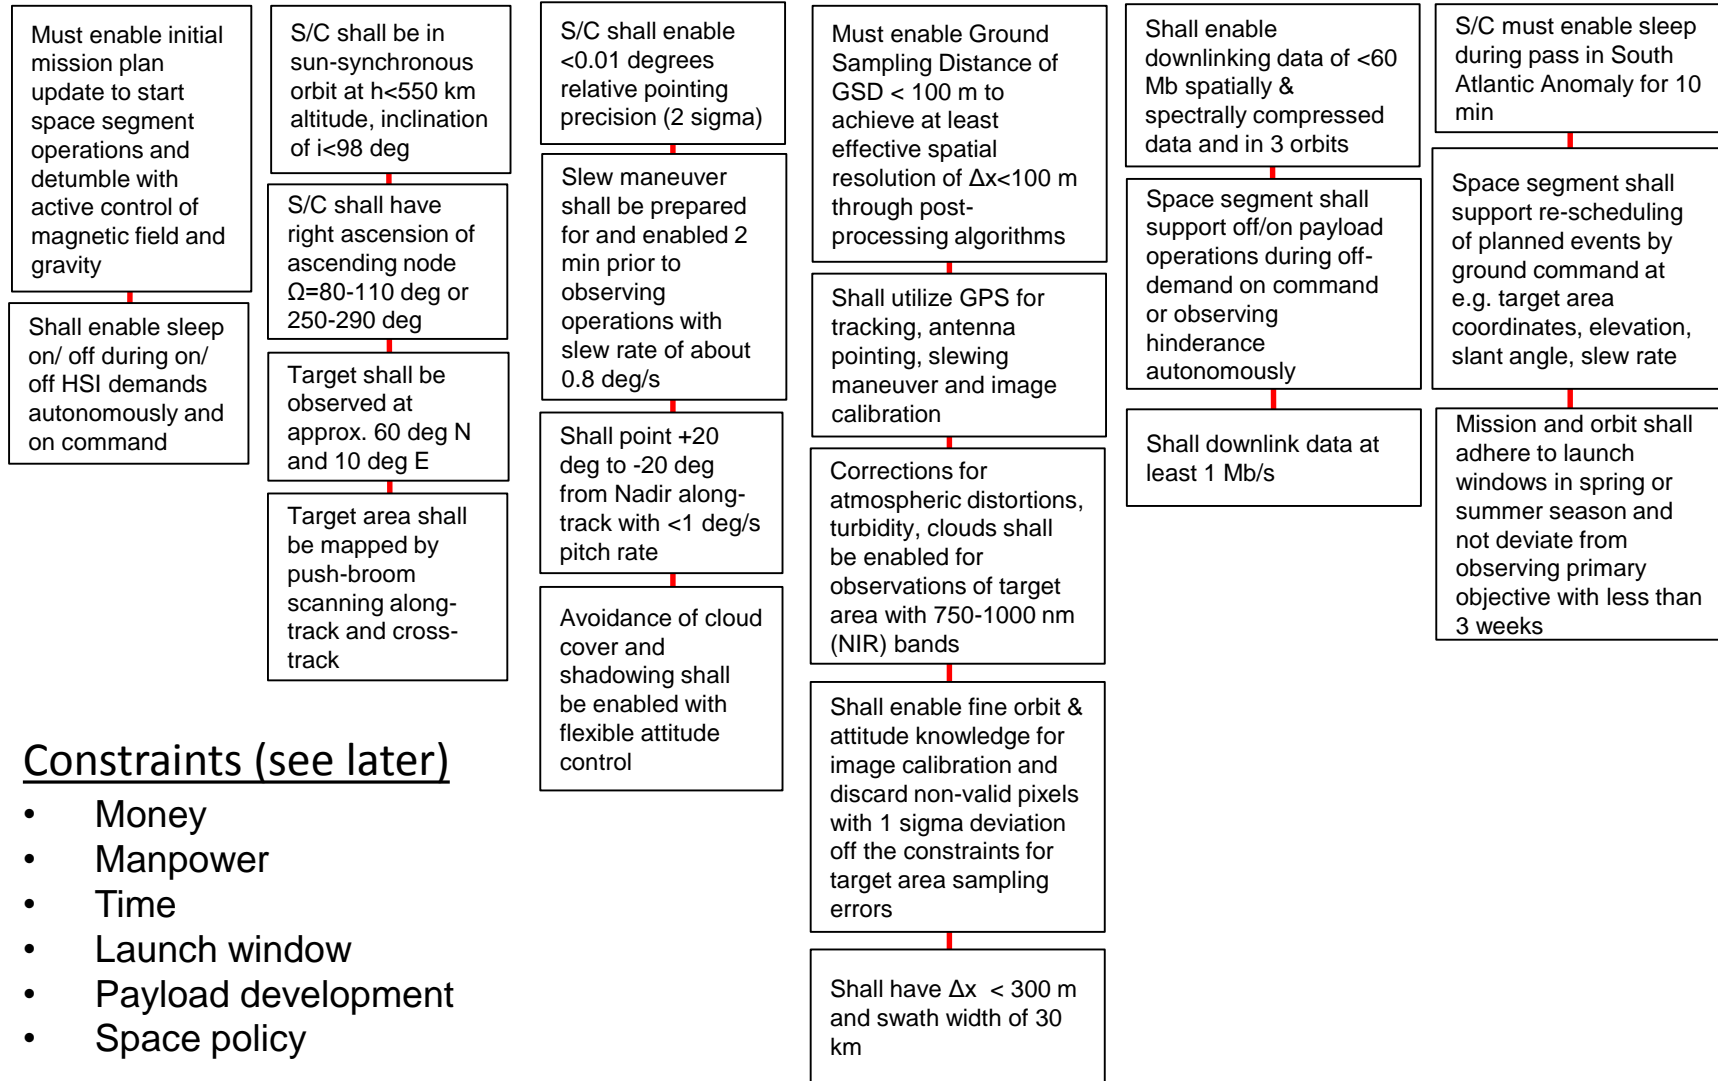 Must enable initial
mission plan
update to start
space segment
operations and
detumble with
active control of
magnetic field and
gravity
Shall enable sleep
on/ off during on/
off HSI demands
autonomously and
on command
S/C shall be in
sun-synchronous
orbit at h<550 km
altitude, inclination
of i<98 deg
S/C shall have
right ascension of
ascending node
Ω=80-110 deg or
250-290 deg
Target shall be
observed at
approx. 60 deg N
and 10 deg E
Target area shall
be mapped by
push-broom
scanning along-
track and cross-
track
S/C shall enable
<0.01 degrees
relative pointing
precision (2 sigma)
Slew maneuver
shall be prepared
for and enabled 2
min prior to
observing
operations with
slew rate of about
0.8 deg/s
Shall point +20
deg to -20 deg
from Nadir along-
track with <1 deg/s
pitch rate
Avoidance of cloud
cover and
shadowing shall
be enabled with
flexible attitude
control
Must enable Ground
Sampling Distance of
GSD < 100 m to
achieve at least
effective spatial
resolution of Δx<100 m
through post-
processing algorithms
Shall utilize GPS for
tracking, antenna
pointing, slewing
maneuver and image
calibration
Corrections for
atmospheric distortions,
turbidity, clouds shall
be enabled for
observations of target
area with 750-1000 nm
(NIR) bands
Shall enable fine orbit &
attitude knowledge for
image calibration and
discard non-valid pixels
with 1 sigma deviation
off the constraints for
target area sampling
errors
Shall have Δx < 300 m
and swath width of 30
km
Shall enable
downlinking data of <60
Mb spatially &
spectrally compressed
data and in 3 orbits
Space segment shall
support off/on payload
operations during off-
demand on command
or observing
hinderance
autonomously
Shall downlink data at
least 1 Mb/s
S/C must enable sleep
during pass in South
Atlantic Anomaly for 10
min
Space segment shall
support re-scheduling
of planned events by
ground command at
e.g. target area
coordinates, elevation,
slant angle, slew rate
Mission and orbit shall
adhere to launch
windows in spring or
summer season and
not deviate from
observing primary
objective with less than
3 weeks
Constraints (see later)
• Money
• Manpower
• Time
• Launch window
• Payload development
• Space policy